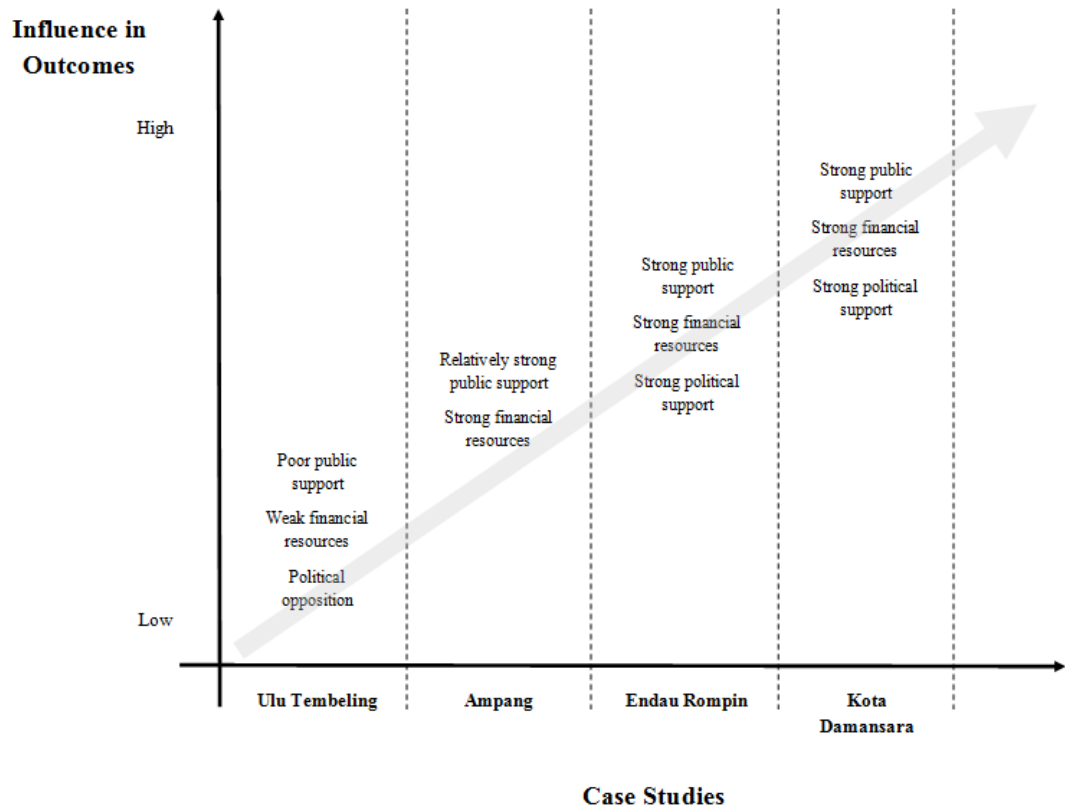 Influence in
Outcomes
High
Low
Poor public
support
Weak financial
resources
Political
opposition
Relatively strong
public support
Strong financial
resources
Strong public
support
Strong financial
resources
Strong political
support
Strong public
support
Strong financial
resources
Strong political
support
Ulu Tembeling
Ampang
Endau Rompin
Kota
Damansara
Case Studies